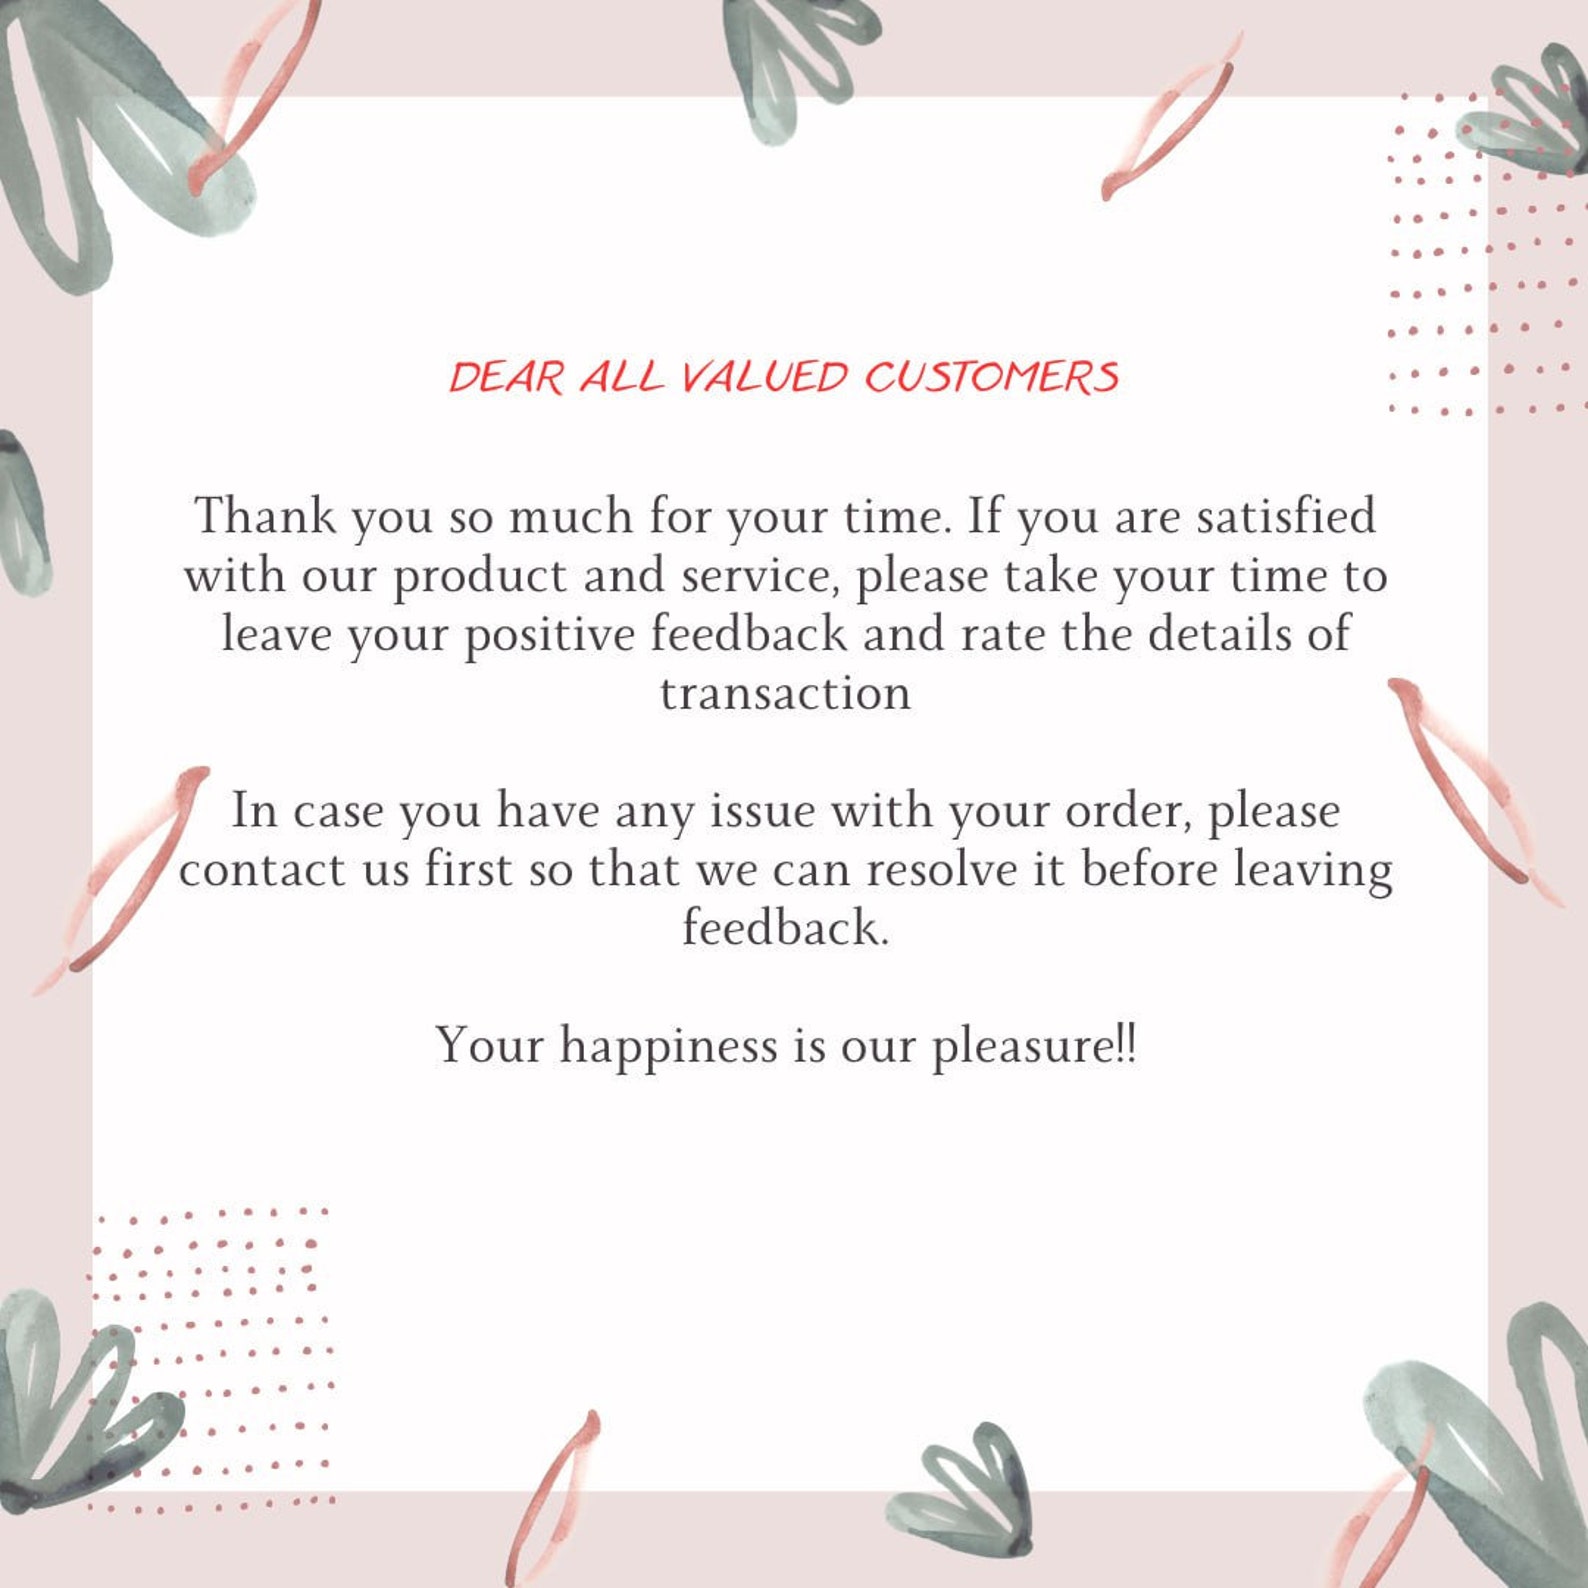 DEAR ALL VALUED CUSTOMERS
Thank you so much for your time. If you are satisfied
with our product and service, please take your time to
leave your positive feedback and rate the details of
transaction
In case you have any issue with your order, please
contact us first so that we can resolve it before leaving
feedback.
Your happiness is our pleasure!!